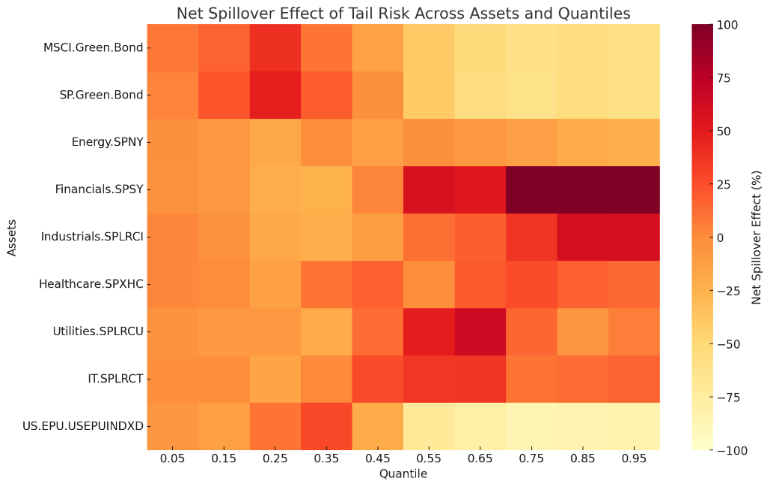 Net Spillover Effect of Tail Risk Across Assets and Quantiles
MSCI.Green.Bond
SP.Green.Bond
Energy.SPNY
Financials.SPSY
Industrials.SPLRCI
Healthcare.SPXHC
Utilities.SPLRCU
IT.SPLRCT
US.EPU.USEPUINDXD
Assets
0.05 0.15 0.25 0.35 0.45 0.55 0.65 0.75 0.85 0.95
Quantile
100
75
50
25
0
−25
−50
−75
−100
Net Spillover Effect (%)